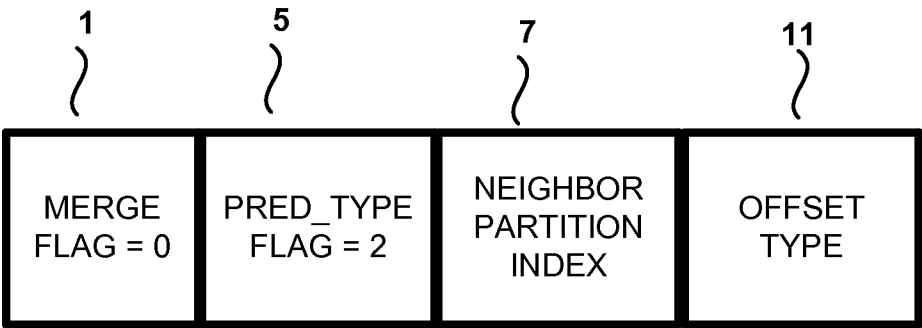 1
5
7
11
MERGE
FLAG = 0
PRED_TYPE
FLAG = 2
NEIGHBOR
PARTITION
INDEX
OFFSET
TYPE